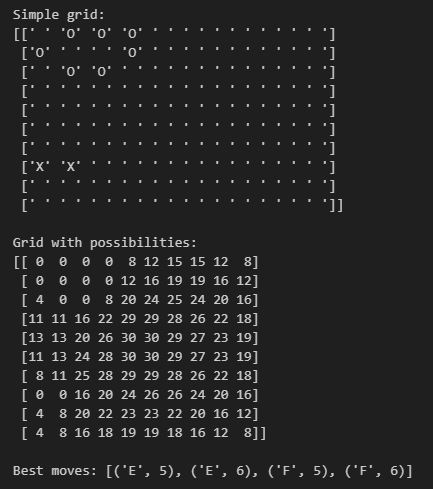 Simple grid:
[[' ' 'O' 'O' 'O' ' ' ' ' ' ' ' ' ' ' ' ']
['O' ' ' ' ' 'O' ' ' ' ' ' ' ' ' ' ' ' ']
[' ' 'O' 'O' ' ' ' ' ' ' ' ' ' ' ' ' ' ']
[' ' ' ' ' ' ' ' ' ' ' ' ' ' ' ' ' ' ' ']
[' ' ' ' ' ' ' ' ' ' ' ' ' ' ' ' ' ' ' ']
[' ' ' ' ' ' ' ' ' ' ' ' ' ' ' ' ' ' ' ']
[' ' ' ' ' ' ' ' ' ' ' ' ' ' ' ' ' ' ' ']
['X' 'X' ' ' ' ' ' ' ' ' ' ' ' ' ' ' ' ']
[' ' ' ' ' ' ' ' ' ' ' ' ' ' ' ' ' ' ' ']
[' ' ' ' ' ' ' ' ' ' ' ' ' ' ' ' ' ' ' ']]
Grid with possibilities:
[[ 0 0 0 0 8 12 15 15 12 8]
[ 0 0 0 0 12 16 19 19 16 12]
[ 4 0 0 8 20 24 25 24 20 16]
[11 11 16 22 29 29 28 26 22 18]
[13 13 20 26 30 30 29 27 23 19]
[11 13 24 28 30 30 29 27 23 19]
[ 8 11 25 28 29 29 28 26 22 18]
[ 0 0 16 20 24 26 26 24 20 16]
[ 4 8 20 22 23 23 22 20 16 12]
[ 4 8 16 18 19 19 18 16 12 8]]
Best moves: [('E', 5), ('E', 6), ('F', 5), ('F', 6)]